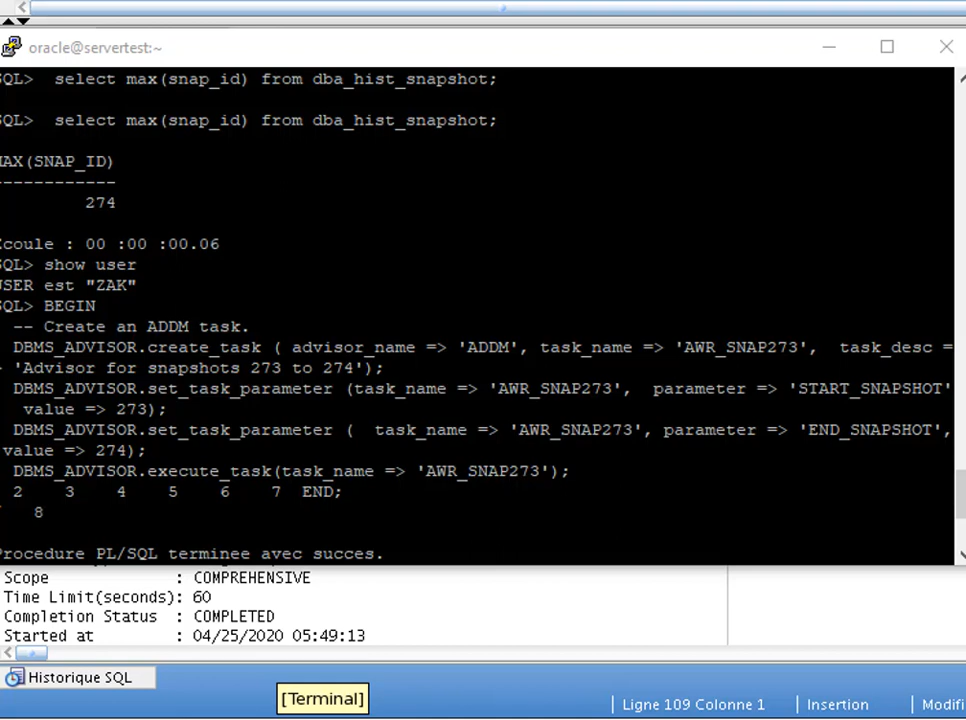 oracle@servertest:~
SQL>  select max(snap_id) from dba_hist_snapshot;
SQL>  select max(snap_id) from dba_hist_snapshot;
MAX(SNAP_ID)
------------
274
Ecoule : 00 :00 :00.06
SQL> show user
USER est "ZAK"
SQL> BEGIN
-- Create an ADDM task.
DBMS_ADVISOR.create_task ( advisor_name => 'ADDM', task_name => 'AWR_SNAP273',  task_desc =
> 'Advisor for snapshots 273 to 274');
DBMS_ADVISOR.set_task_parameter (task_name => 'AWR_SNAP273',  parameter => 'START_SNAPSHOT'
value => 273);
DBMS_ADVISOR.set_task_parameter (  task_name => 'AWR_SNAP273', parameter => 'END_SNAPSHOT',
value => 274);
DBMS_ADVISOR.execute_task(task_name => 'AWR_SNAP273');
2    3    4    5    6    7  END;
8
Procedure PL/SQL terminee avec succes.
Scope : COMPREHENSIVE
Time Limit(seconds): 60
Completion Status : COMPLETED
Started at : 04/25/2020 05:49:13
Historique SQL
[Terminal]
Ligne 109 Colonne 1 | Insertion | Modifi